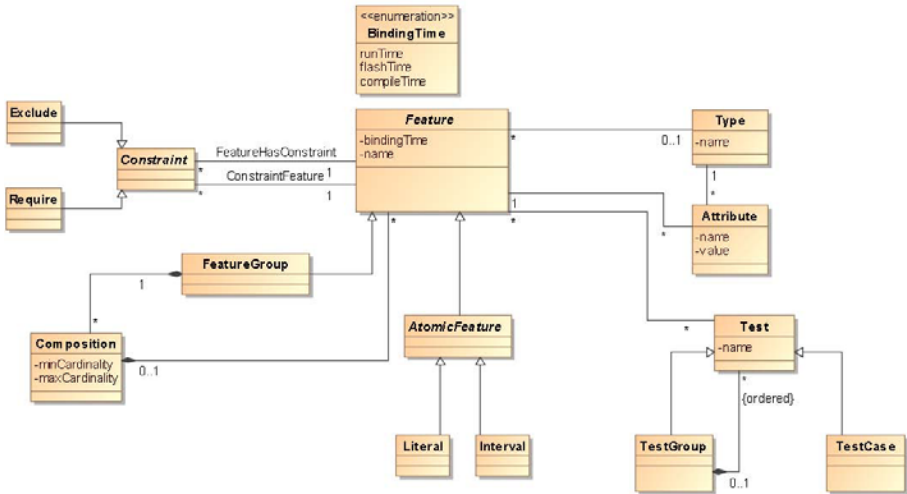 <<enumeration>>
BindingTime
runTime
flashTime
compileTime
Exclude
Feature
-bindingTime
-name
Type
-name
*
0..1
Constraint
FeatureHasConstraint
*
1
ConstraintFeature
*
1
Require
1
*
Attribute
-name
-value
1
*
*
*
FeatureGroup
1
*
Composition
-minCardinality
-maxCardinality
0..1
AtomicFeature
*
Test
-name
*
{ordered}
Literal
Interval
TestGroup
0..1
TestCase